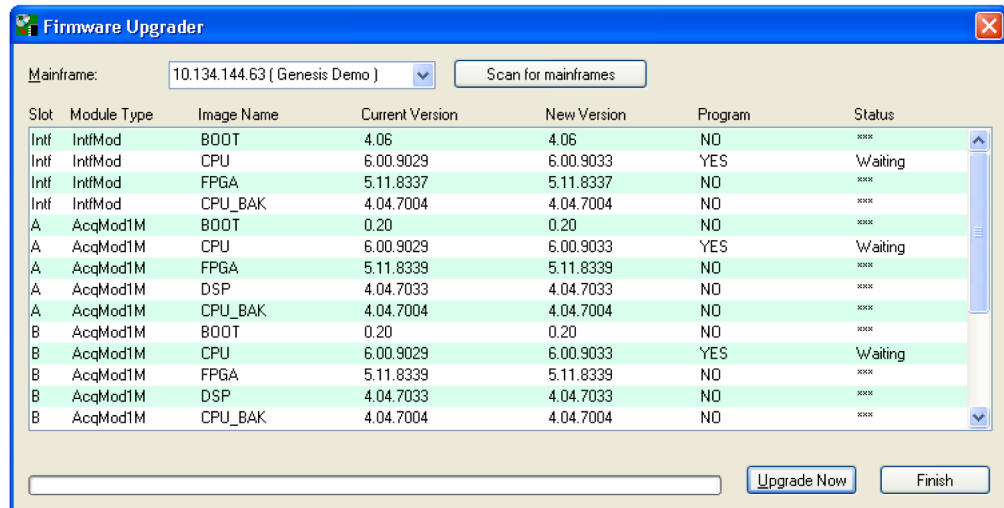 Firmware Upgrader
Mainframe: 10.134.144.63 ( Genesis Demo ) Scan for mainframes
Slot Module Type Image Name Current Version New Version Program Status
Intf IntfMod BOOT 4.06 4.06 NO ***
Intf IntfMod CPU 6.00.9029 6.00.9033 YES Waiting
Intf IntfMod FPGA 5.11.8337 5.11.8337 NO ***
Intf IntfMod CPU_BAK 4.04.7004 4.04.7004 NO ***
A AcqMod1M BOOT 0.20 0.20 NO ***
A AcqMod1M CPU 6.00.9029 6.00.9033 YES Waiting
A AcqMod1M FPGA 5.11.8339 5.11.8339 NO ***
A AcqMod1M DSP 4.04.7033 4.04.7033 NO ***
A AcqMod1M CPU_BAK 4.04.7004 4.04.7004 NO ***
B AcqMod1M BOOT 0.20 0.20 NO ***
B AcqMod1M CPU 6.00.9029 6.00.9033 YES Waiting
B AcqMod1M FPGA 5.11.8339 5.11.8339 NO ***
B AcqMod1M DSP 4.04.7033 4.04.7033 NO ***
B AcqMod1M CPU_BAK 4.04.7004 4.04.7004 NO ***
Upgrade Now Finish